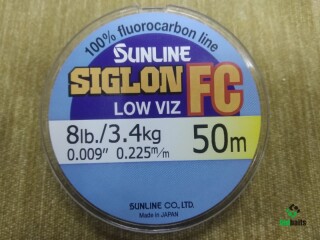 100% fluorocarbon line
SUNLINE
SIGLON FC
LOW VIZ
8lb./3.4kg
0.009" 0.225m/m
50m
SUNLINE CO., LTD.
Made in JAPAN